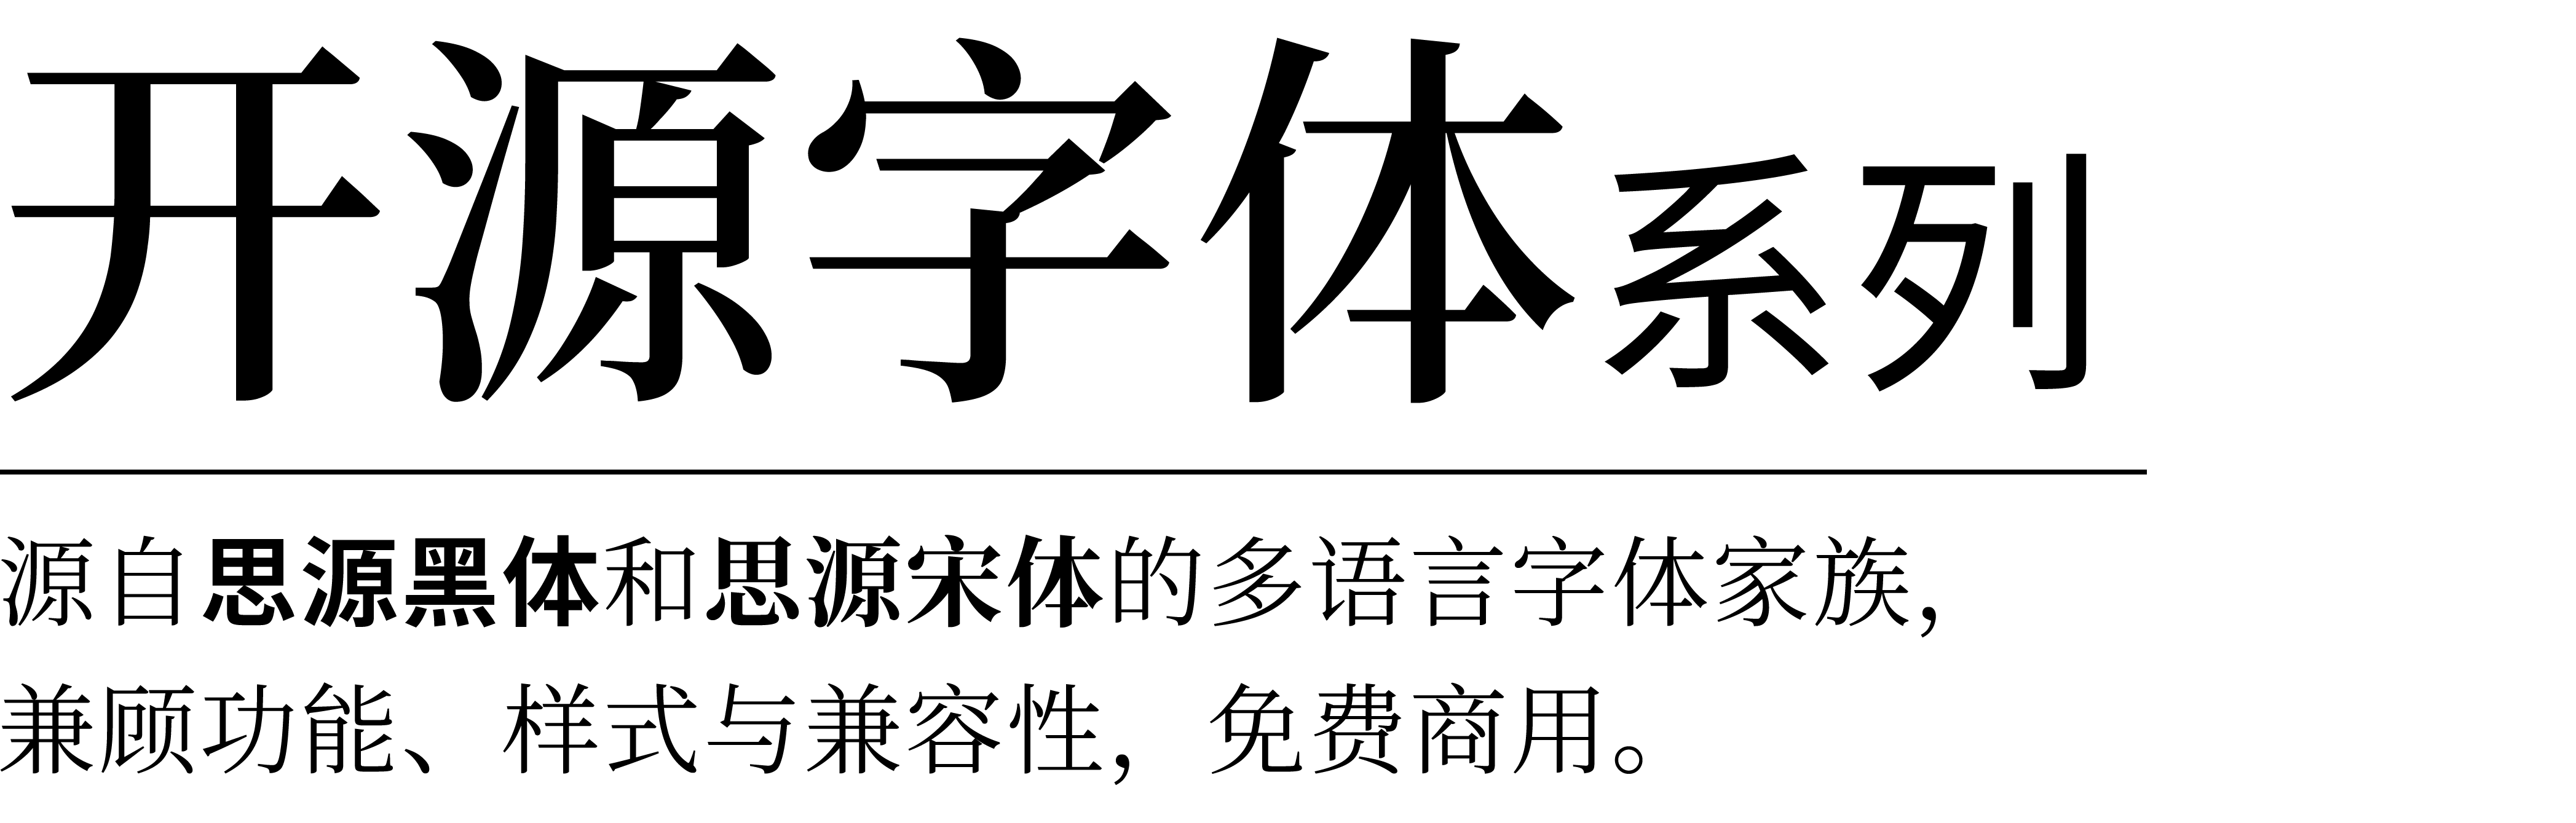 开源字体系列
源自思源黑体和思源宋体的多语言字体家族，
兼顾功能、样式与兼容性，免费商用。